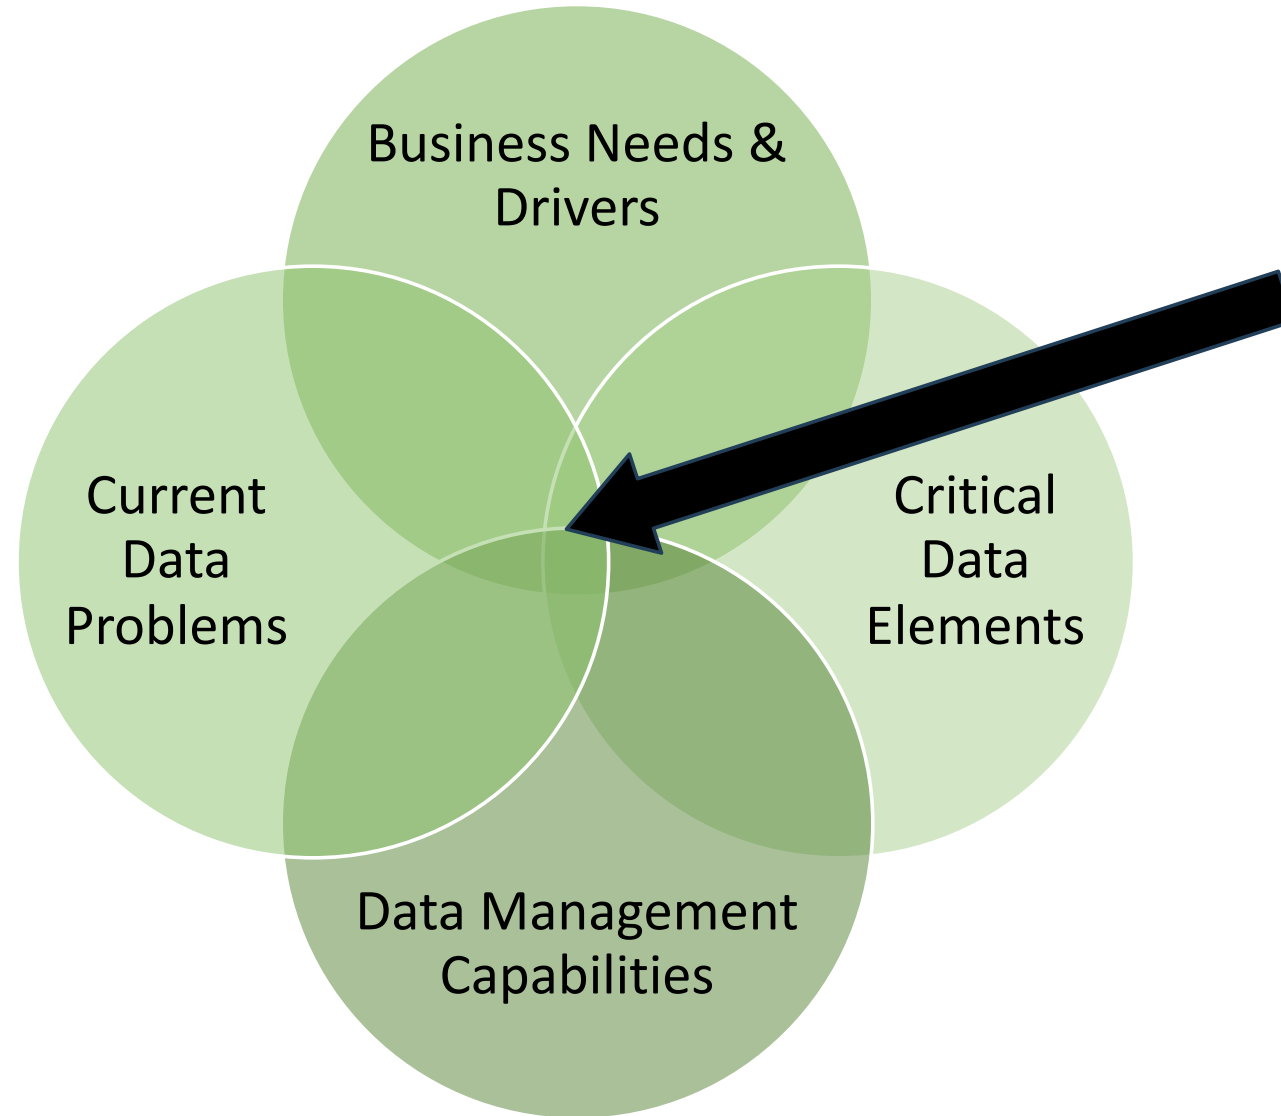 Business Needs &
Drivers
Current
Data
Problems
Critical
Data
Elements
Data Management
Capabilities